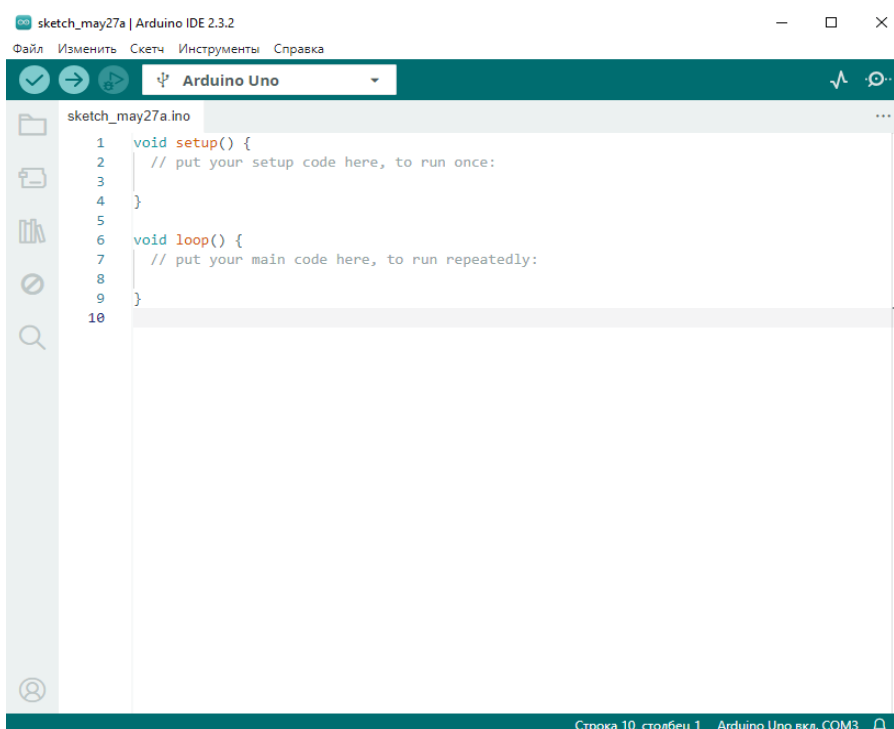 sketch_may27a | Arduino IDE 2.3.2
Файл Изменить Скетч Инструменты Справка
Arduino Uno
sketch_may27a.ino
1 void setup() {
2 // put your setup code here, to run once:
3
4 }
5
6 void loop() {
7 // put your main code here, to run repeatedly:
8
9 }
10
Строка 10, столбец 1 Arduino Uno вкл. COM3